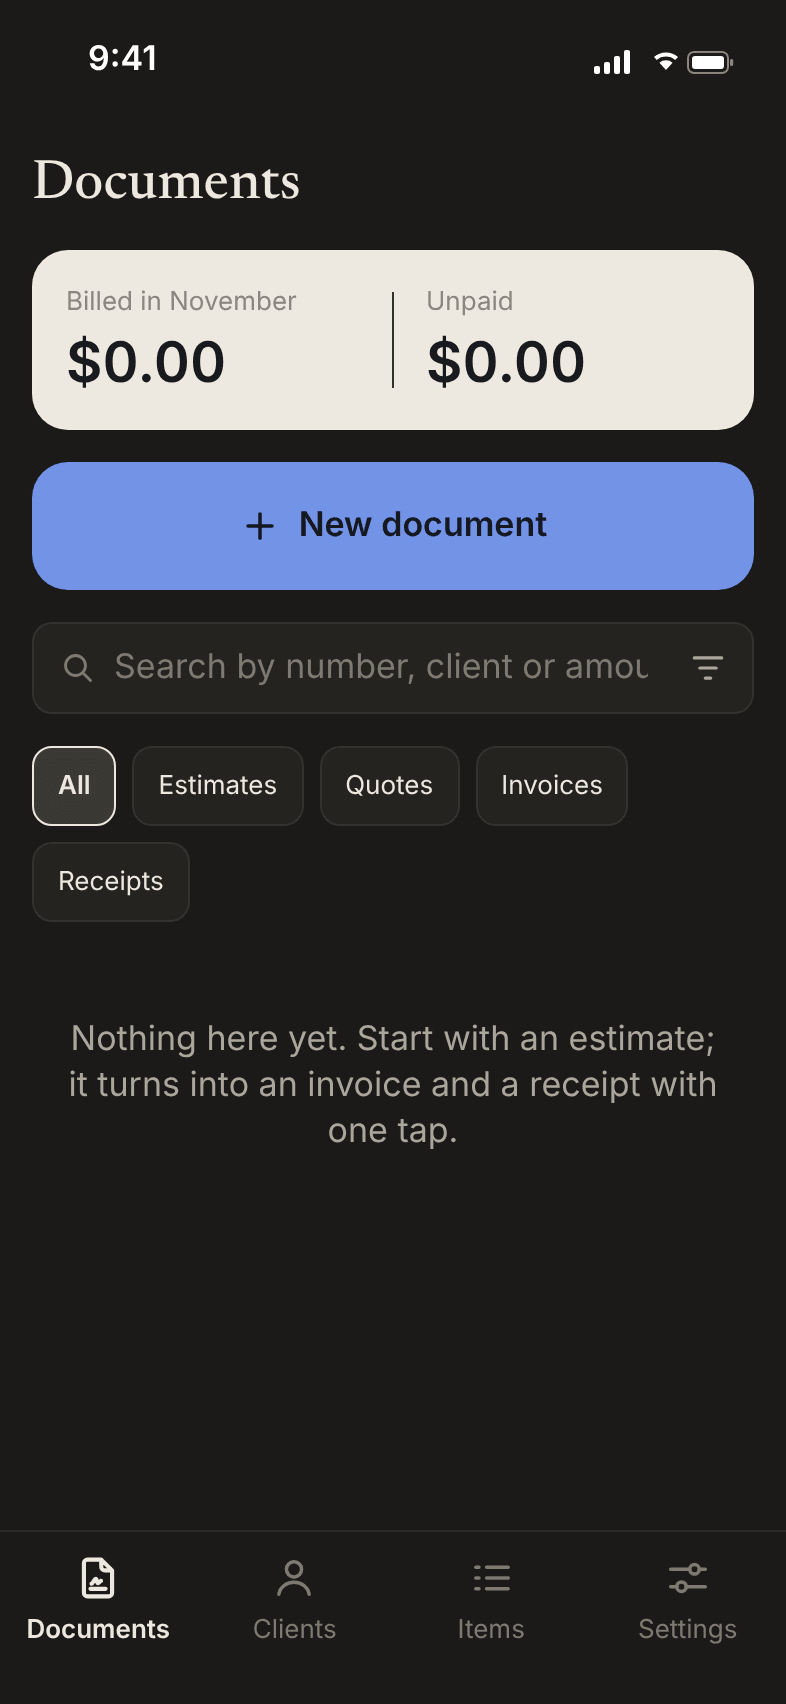 9:41
Documents
Billed in November
$0.00
Unpaid
$0.00
New document
Search by number, client or amou
All
Estimates
Quotes
Invoices
Receipts
Nothing here yet. Start with an estimate;
it turns into an invoice and a receipt with
one tap.
Documents
Clients
Items
Settings